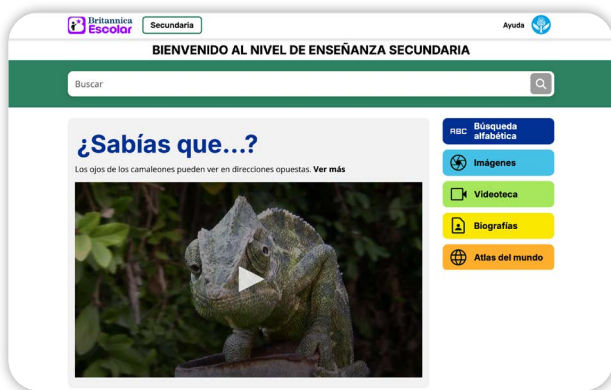 Britannica
Escolar
Secundaria
Ayuda
BIENVENIDO AL NIVEL DE ENSEÑANZA SECUNDARIA
Buscar
¿Sabías que...?
Los ojos de los camaleones pueden ver en direcciones opuestas. Ver más
ABC Búsqueda
alfabética
Imágenes
Videoteca
Biografías
Atlas del mundo